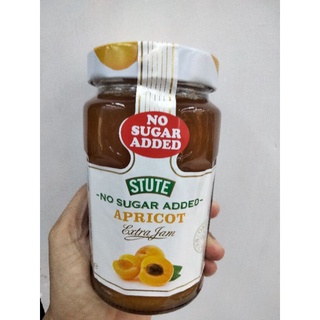 NO
SUGAR
ADDED
STUTE
-NO SUGAR ADDED-
APRICOT
Extra Jam